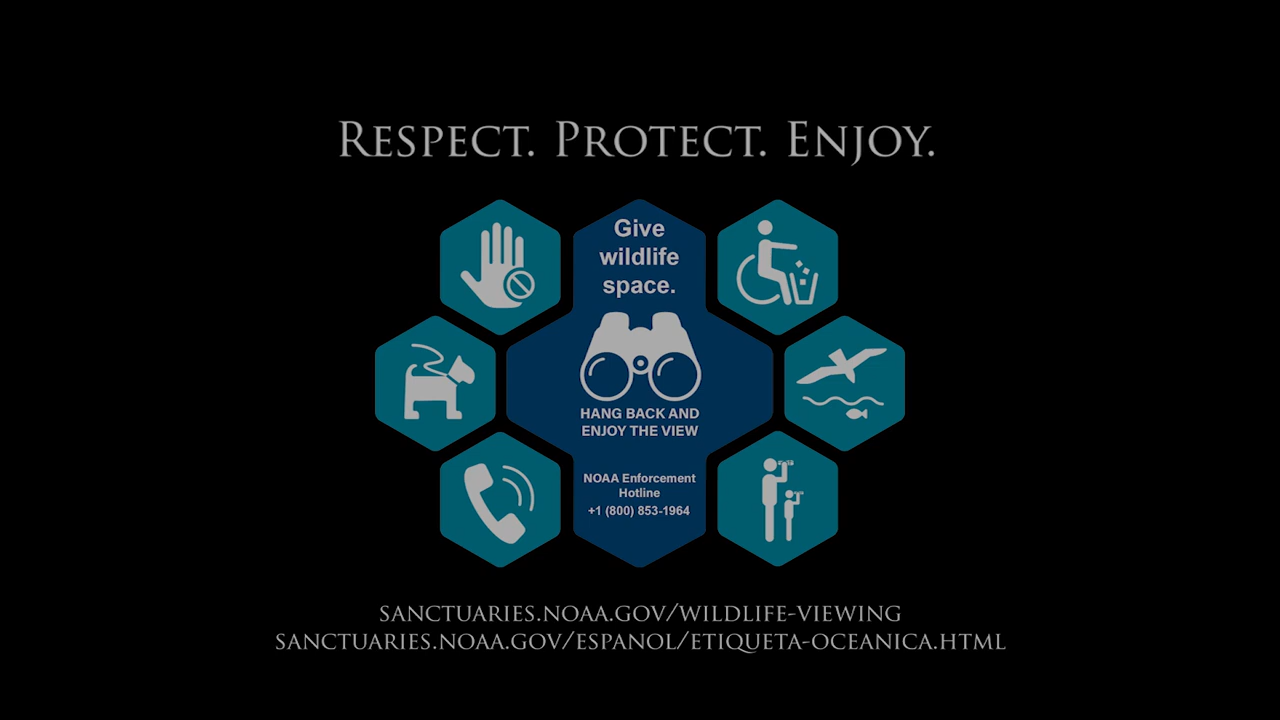 Respect. Protect. Enjoy.
Give
wildlife
space.
HANG BACK AND
ENJOY THE VIEW
NOAA Enforcement
Hotline
+1 (800) 853-1964
SANCTUARIES.NOAA.GOV/WILDLIFE-VIEWING
SANCTUARIES.NOAA.GOV/ESPANOL/ETIQUETA-OCEANICA.HTML